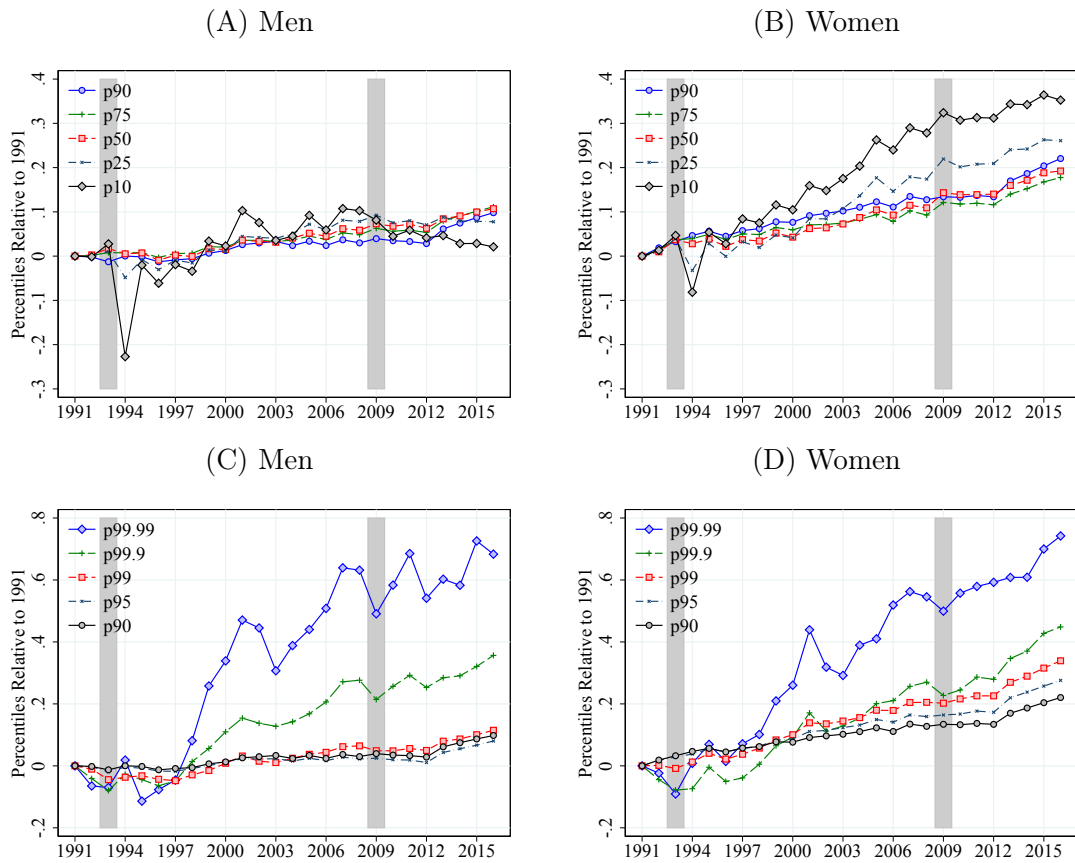 (A) Men
Percentiles Relative to 1991
.4
.3
.2
.1
0
-.1
-.2
-.3
p90
p75
p50
p25
p10
1991 1994 1997 2000 2003 2006 2009 2012 2015
(B) Women
Percentiles Relative to 1991
.4
.3
.2
.1
0
-.1
-.2
-.3
p90
p75
p50
p25
p10
1991 1994 1997 2000 2003 2006 2009 2012 2015
(C) Men
Percentiles Relative to 1991
.8
.6
.4
.2
0
-.2
p99.99
p99.9
p99
p95
p90
1991 1994 1997 2000 2003 2006 2009 2012 2015
(D) Women
Percentiles Relative to 1991
.8
.6
.4
.2
0
-.2
p99.99
p99.9
p99
p95
p90
1991 1994 1997 2000 2003 2006 2009 2012 2015